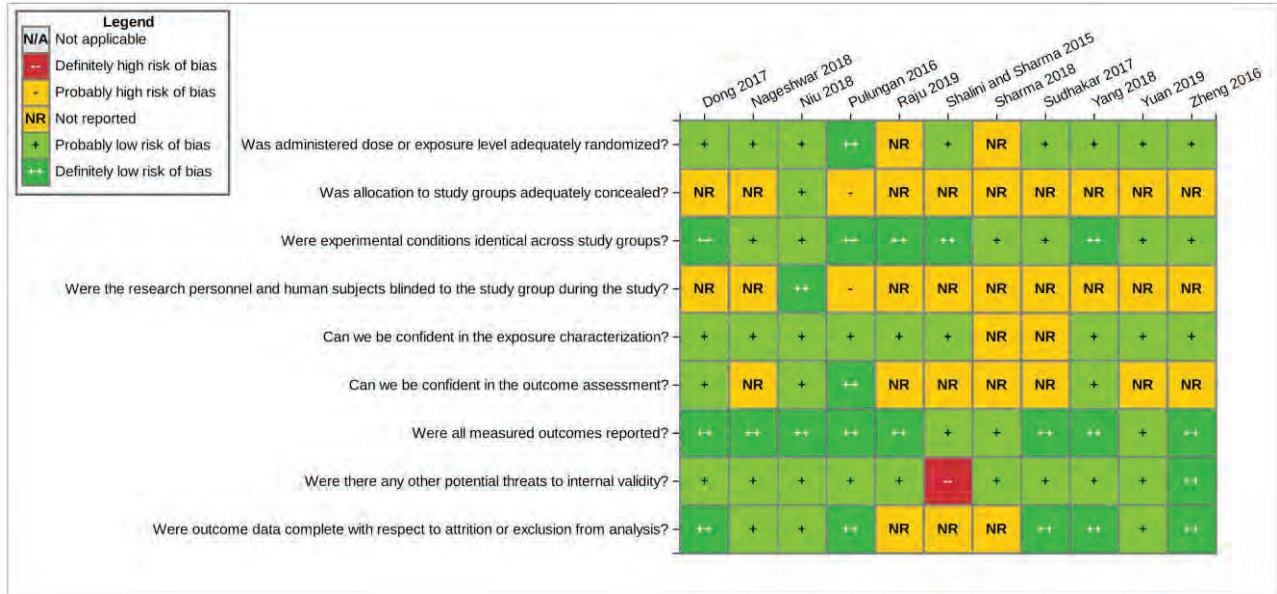 Legend
N/A Not applicable
-- Definitely high risk of bias
- Probably high risk of bias
NR Not reported
+ Probably low risk of bias
++ Definitely low risk of bias
Dong 2017
Nageshwar 2018
Niu 2018
Pulungan 2016
Raju 2019
Shalini and Sharma 2015
Sharma 2018
Sudhakar 2017
Yang 2018
Yuan 2019
Zheng 2016
Was administered dose or exposure level adequately randomized? + + + ++ NR + NR + + + +
Was allocation to study groups adequately concealed? NR NR + - NR NR NR NR NR NR NR
Were experimental conditions identical across study groups? ++ + + ++ ++ ++ + + ++ + +
Were the research personnel and human subjects blinded to the study group during the study? NR NR ++ - NR NR NR NR NR NR NR
Can we be confident in the exposure characterization? + + + + + + NR NR + + +
Can we be confident in the outcome assessment? + NR + ++ NR NR NR NR + NR NR
Were all measured outcomes reported? ++ ++ ++ ++ ++ + + ++ ++ + ++
Were there any other potential threats to internal validity? + + + + + -- + + + + ++
Were outcome data complete with respect to attrition or exclusion from analysis? ++ + + ++ NR NR NR ++ ++ + ++